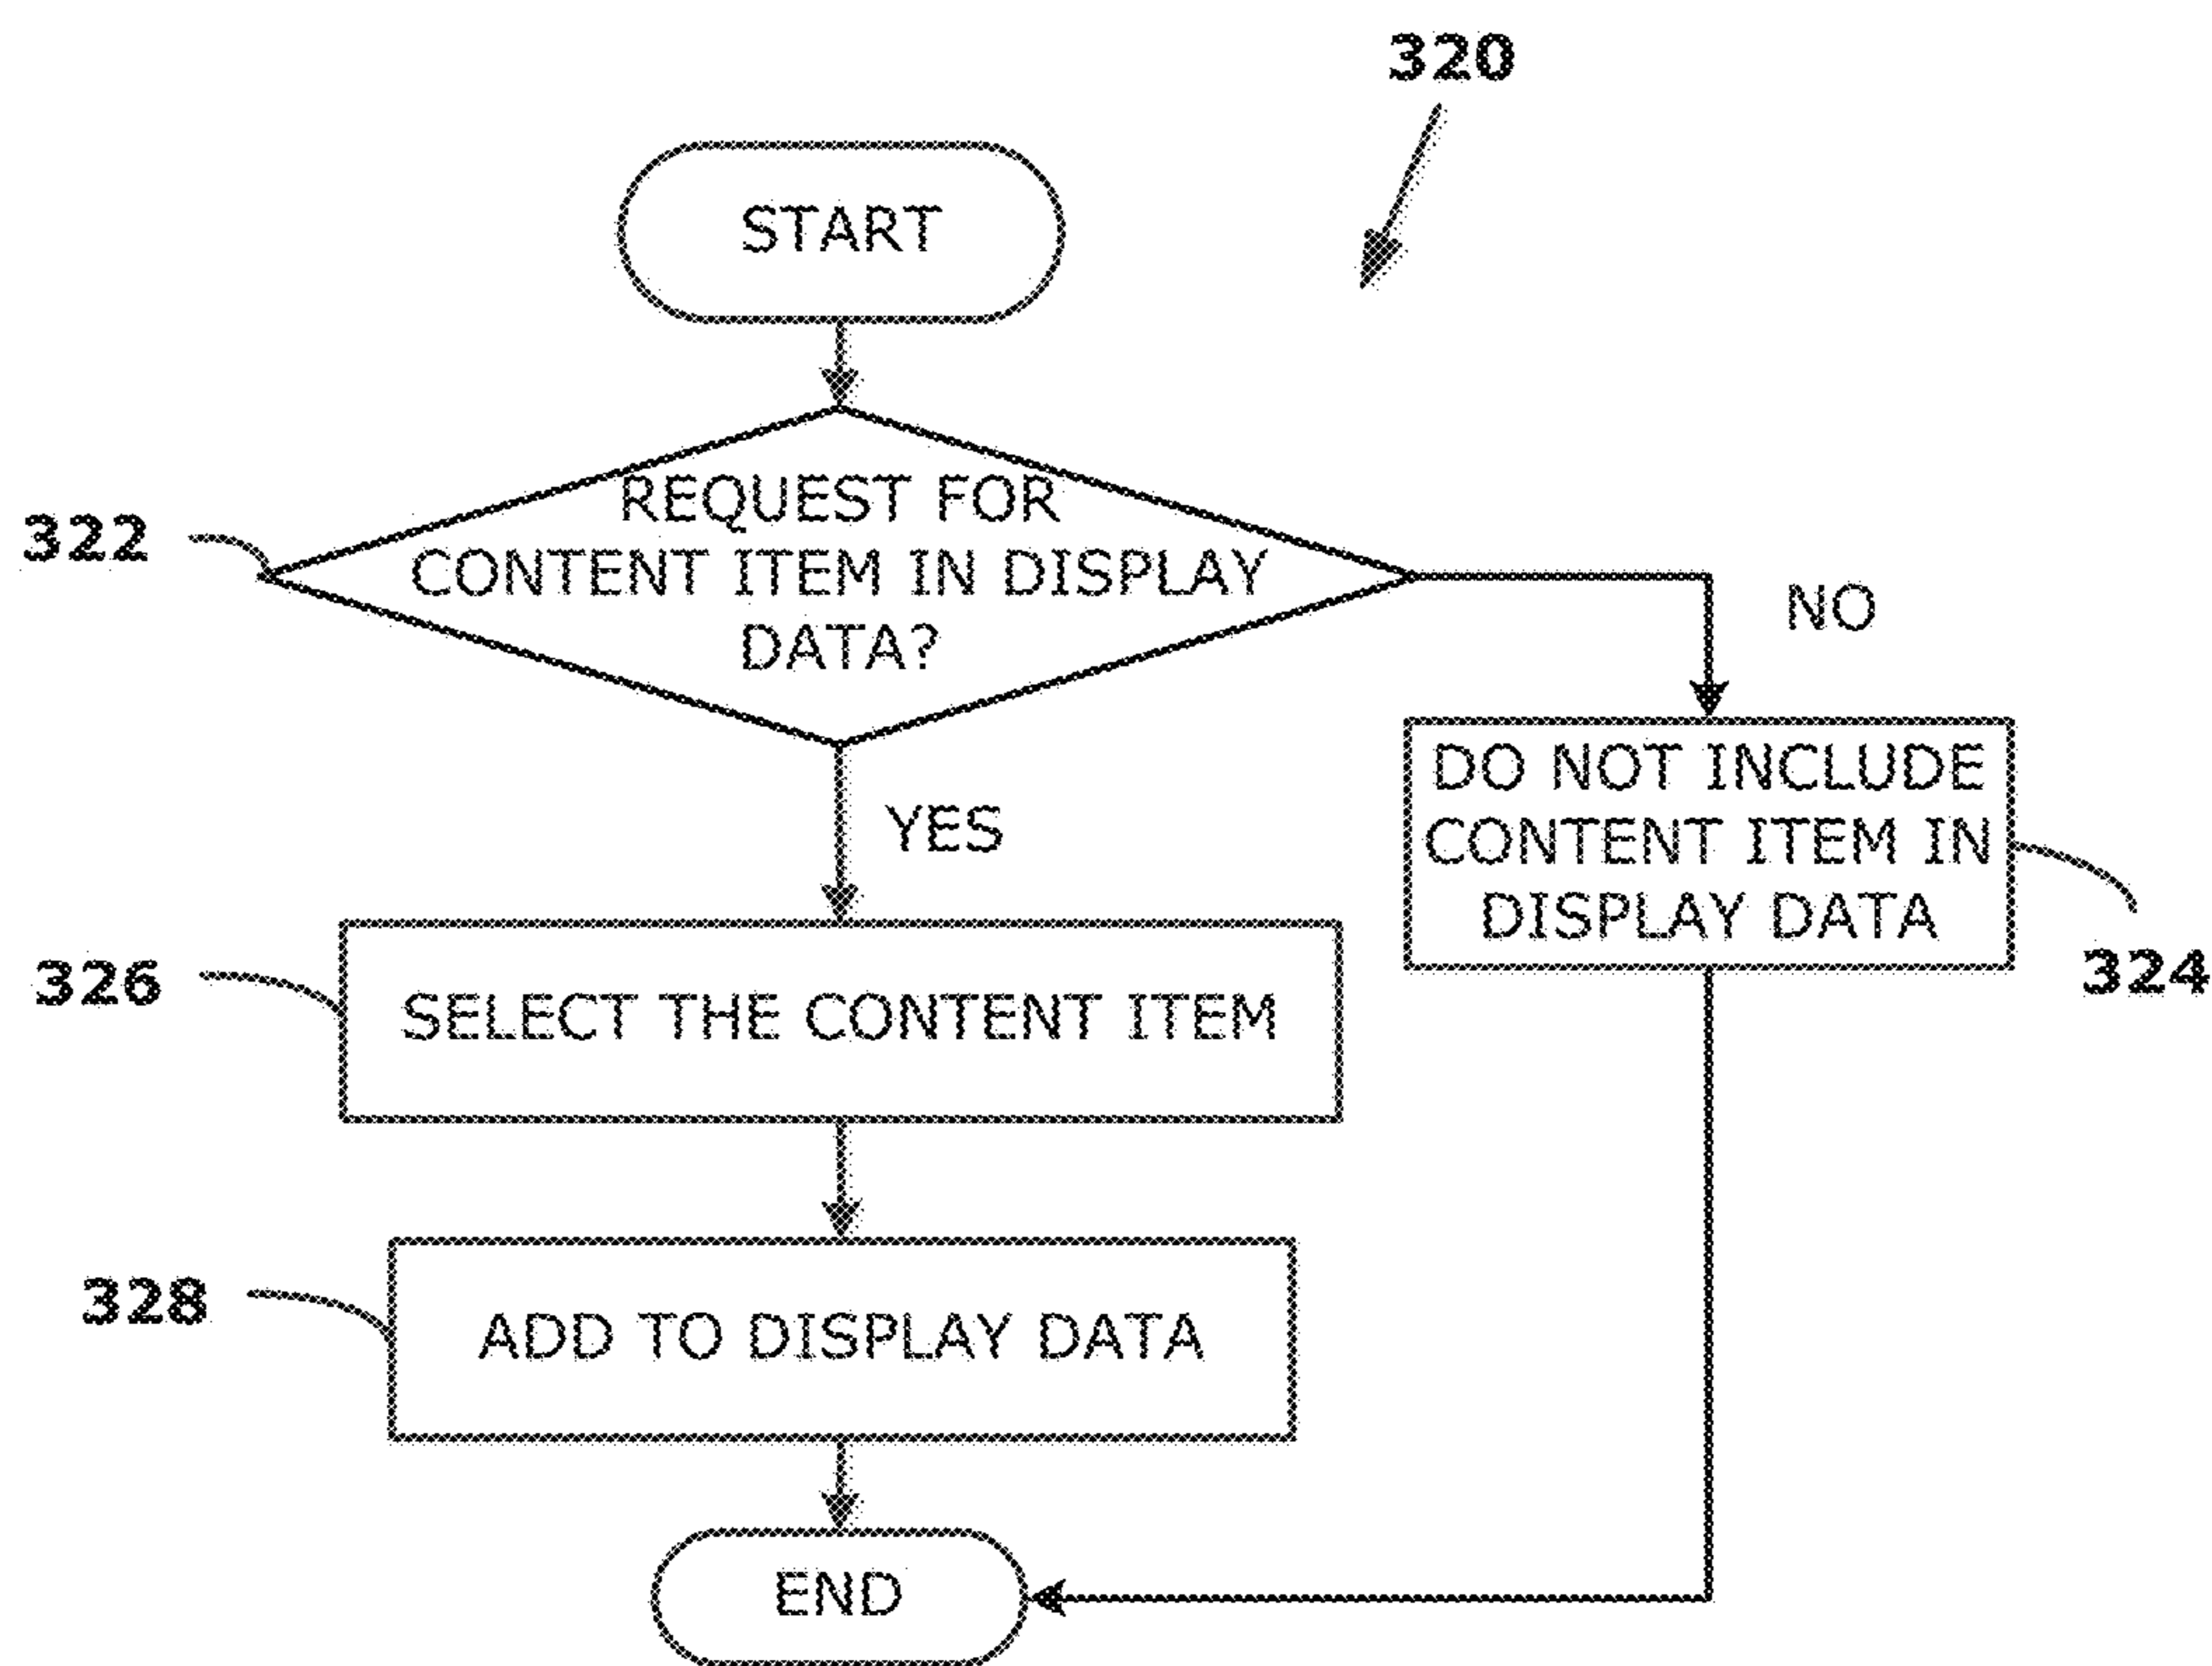 320
START
322
REQUEST FOR
CONTENT ITEM IN DISPLAY
DATA?
NO
YES
DO NOT INCLUDE
CONTENT ITEM IN
DISPLAY DATA
324
326
SELECT THE CONTENT ITEM
328
ADD TO DISPLAY DATA
END